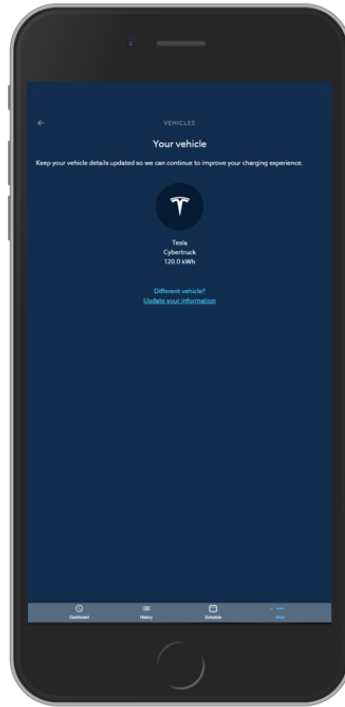 VEHICLES
Your vehicle
Keep your vehicle details updated so we can continue to improve your charging experience.
Tesla
Cybertruck
120.0 kWh
Different vehicle?
Update your information
Dashboard
History
Schedule
More